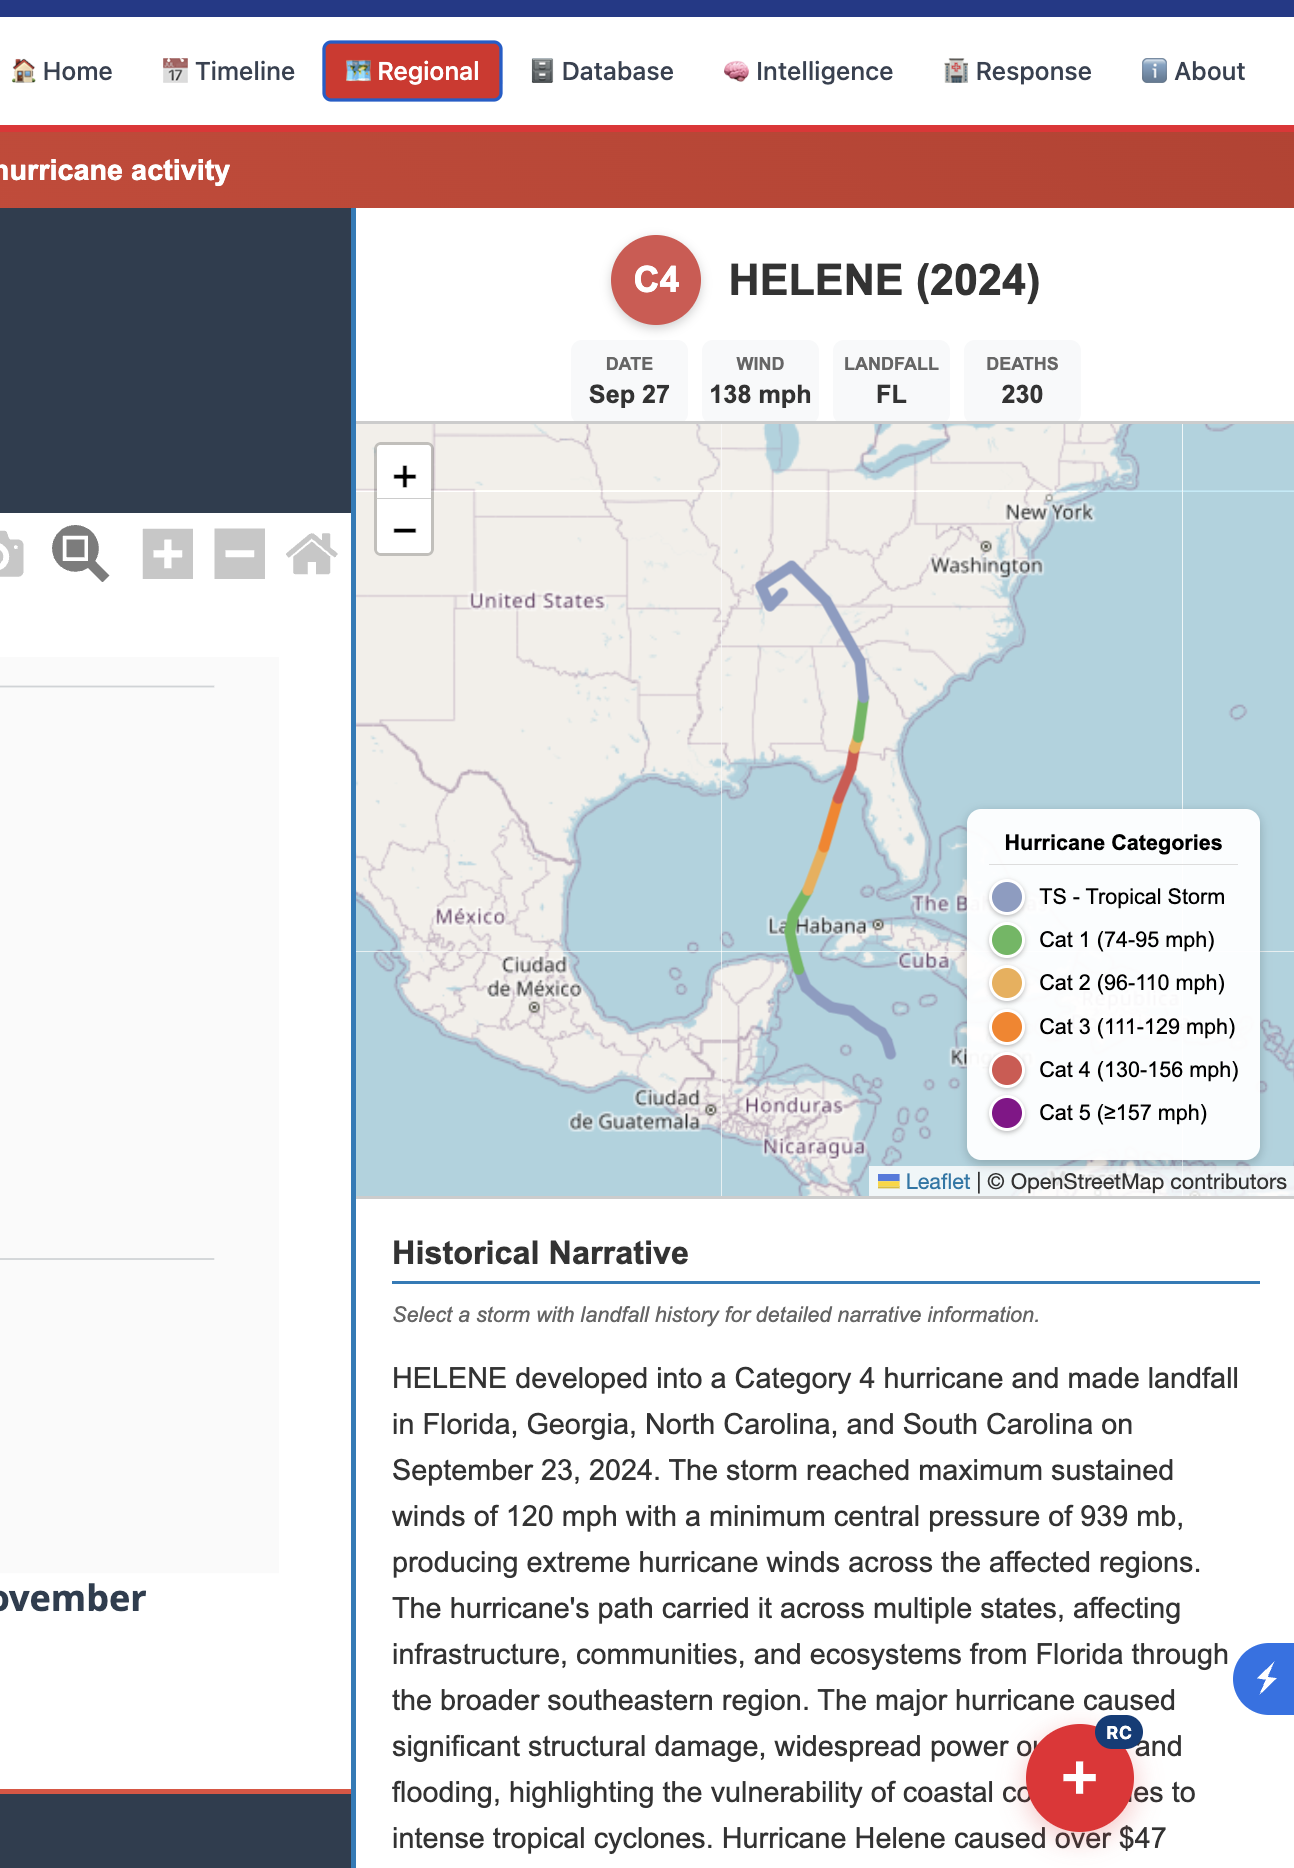 Home
17
Timeline
Regional
Database
Intelligence
Response
About
hurricane activity
C4
HELENE (2024)
DATE
Sep 27
WIND
138 mph
LANDFALL
FL
DEATHS
230
+
−
New York
Washington
United States
La Habana
The B
México
Cuba
Ciudad
de México
Ciudad
de Guatemala
Honduras
Nicaragua
Hurricane Categories
TS - Tropical Storm
Cat 1 (74-95 mph)
Cat 2 (96-110 mph)
Cat 3 (111-129 mph)
Cat 4 (130-156 mph)
Cat 5 (≥157 mph)
Leaflet | © OpenStreetMap contributors
Historical Narrative
Select a storm with landfall history for detailed narrative information.
HELENE developed into a Category 4 hurricane and made landfall
in Florida, Georgia, North Carolina, and South Carolina on
September 23, 2024. The storm reached maximum sustained
winds of 120 mph with a minimum central pressure of 939 mb,
producing extreme hurricane winds across the affected regions.
The hurricane's path carried it across multiple states, affecting
infrastructure, communities, and ecosystems from Florida through
the broader southeastern region. The major hurricane caused
significant structural damage, widespread power and
flooding, highlighting the vulnerability of coastal to
intense tropical cyclones. Hurricane Helene caused over $47
RC
+
ovember